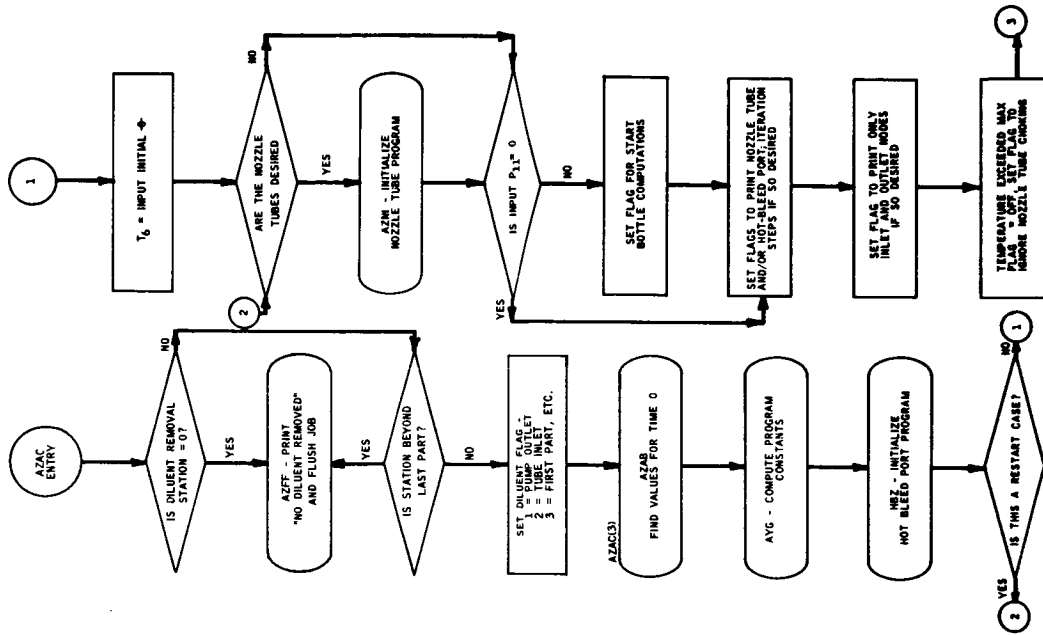 AZAC
ENTRY
IS DILUENT REMOVAL
STATION = 0?
NO
YES
AZFF - PRINT
"NO DILUENT REMOVED"
AND FLUSH JOB
YES
IS STATION BEYOND
LAST PART?
NO
SET DILUENT FLAG -
1 = PUMP OUTLET
2 = TUBE INLET
3 = FIRST PART, ETC.
AZAC(3)
AZAB
FIND VALUES FOR TIME 0
AYG - COMPUTE PROGRAM
CONSTANTS
HBZ - INITIALIZE
HOT BLEED PORT PROGRAM
IS THIS A RESTART CASE?
YES
2
NO
1
1
T6 = INPUT INITIAL -θ-
2
ARE THE NOZZLE
TUBES DESIRED
NO
YES
AZNI - INITIALIZE
NOZZLE TUBE PROGRAM
IS INPUT P11 = 0
YES
NO
SET FLAG FOR START
BOTTLE COMPUTATIONS
SET FLAGS TO PRINT NOZZLE TUBE
AND/OR HOT-BLEED PORT; ITERATION
STEPS IF SO DESIRED
SET FLAG TO PRINT ONLY
INLET AND OUTLET NODES
IF SO DESIRED
TEMPERATURE EXCEEDED MAX
FLAG = OFF, SET FLAG TO
IGNORE NOZZLE TUBE CHOKING
3